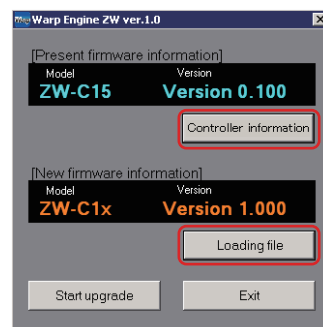 Warp Engine ZW ver.1.0
[Present firmware information]
Model Version
ZW-C15 Version 0.100
Controller information
[New firmware information]
Model Version
ZW-C1x Version 1.000
Loading file
Start upgrade Exit